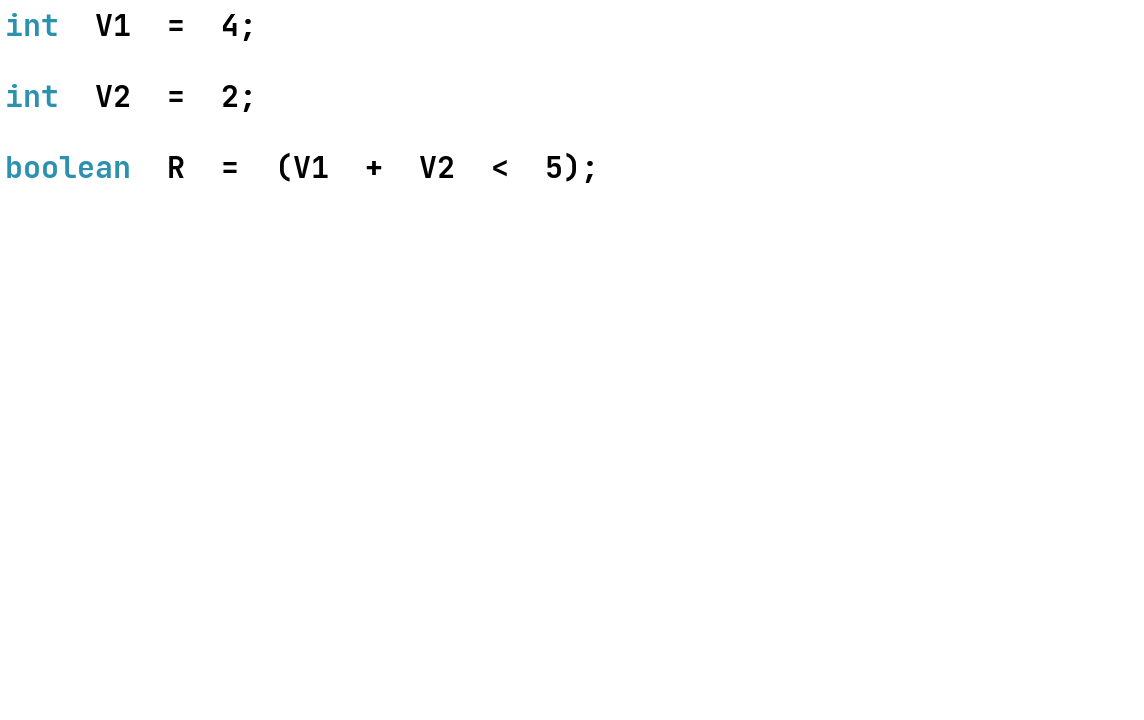 int V1 = 4;
int V2 = 2;
boolean R = (V1 + V2 < 5);